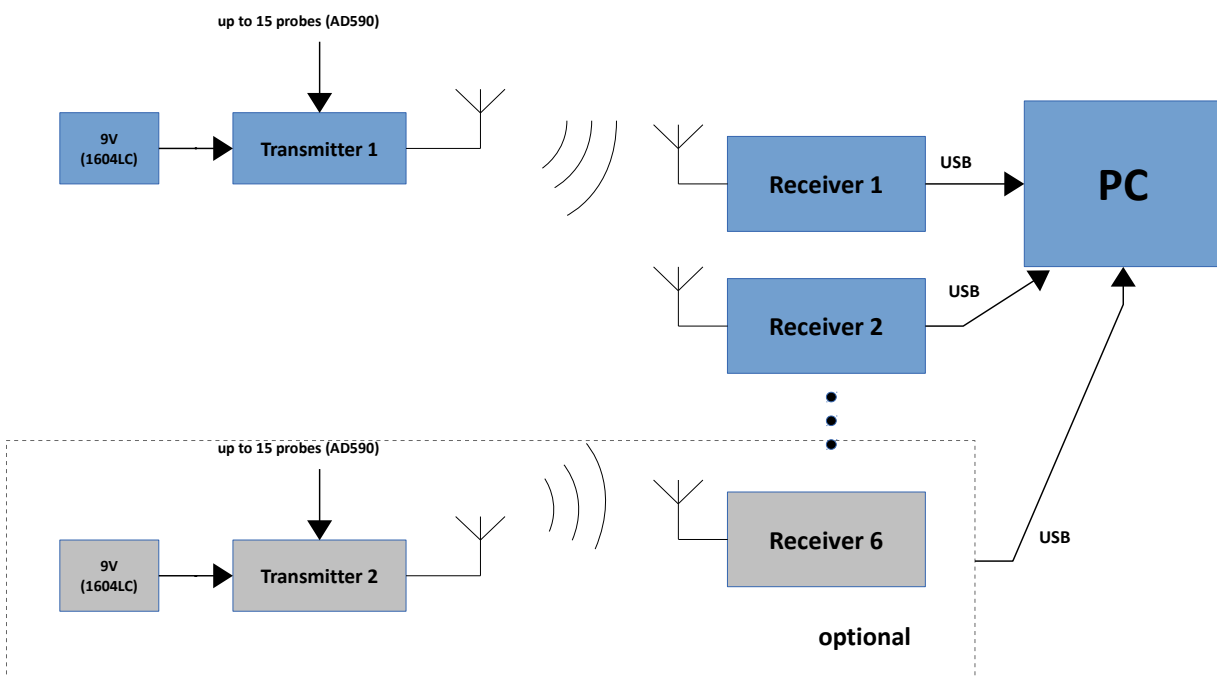 up to 15 probes (AD590)
9V
(1604LC)
Transmitter 1
Receiver 1
USB
PC
Receiver 2
USB
up to 15 probes (AD590)
9V
(1604LC)
Transmitter 2
Receiver 6
USB
optional